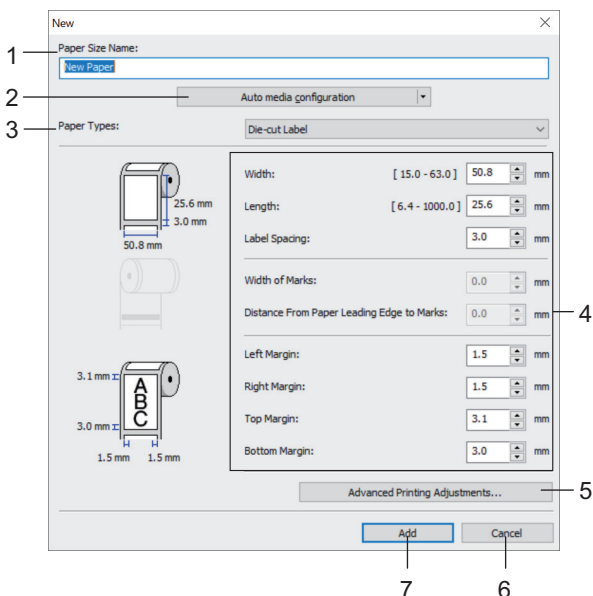 New
1
Paper Size Name:
New Paper
2
Auto media configuration
3
Paper Types:
Die-cut Label
25.6 mm
3.0 mm
50.8 mm
Width: [ 15.0 - 63.0 ] 50.8 mm
Length: [ 6.4 - 1000.0 ] 25.6 mm
Label Spacing: 3.0 mm
Width of Marks: 0.0 mm
Distance From Paper Leading Edge to Marks: 0.0 mm
4
3.1 mm
A
B
C
3.0 mm
1.5 mm 1.5 mm
Left Margin: 1.5 mm
Right Margin: 1.5 mm
Top Margin: 3.1 mm
Bottom Margin: 3.0 mm
Advanced Printing Adjustments...
5
Add Cancel
7 6